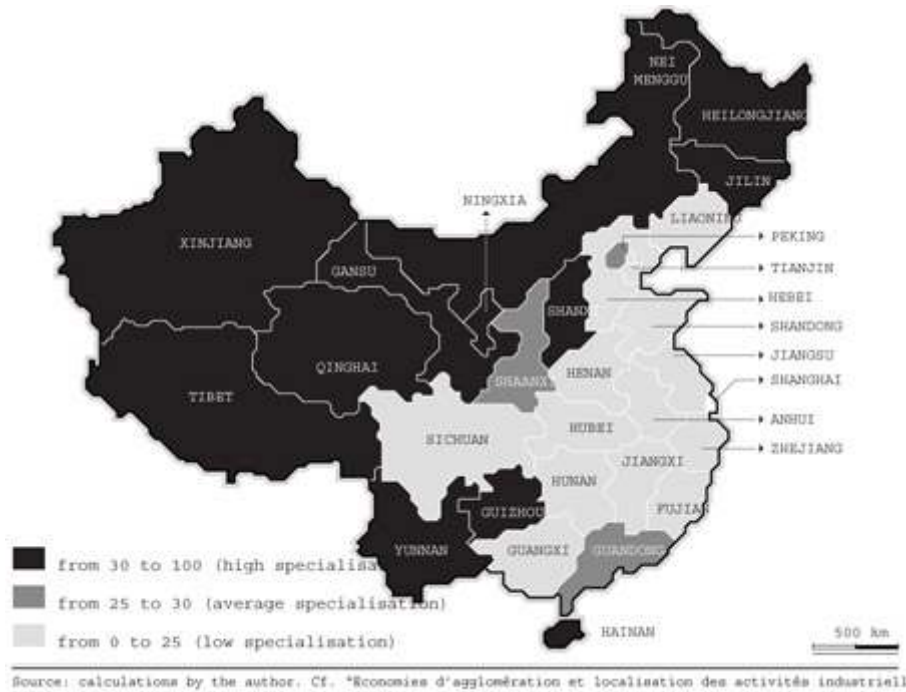 NEI
MENGGU
HEILONGJIANG
JILIN
NINGXIA
LIAONING
XINJIANG
PEKING
GANSU
TIANJIN
SHANXI
HEBEI
SHANDONG
QINGHAI
JIANGSU
HENAN
SHAANXI
SHANGHAI
TIBET
ANHUI
HUBEI
SICHUAN
ZHEJIANG
JIANGXI
HUNAN
GUIZHOU
FUJIAN
YUNNAN
GUANGXI
GUANDONG
from 30 to 100 (high specialisa
from 25 to 30 (average specialisation)
from 0 to 25 (low specialisation)
HAINAN
500 km
Source: calculations by the author. Cf. "Economies d'agglomération et localisation des activités industriell